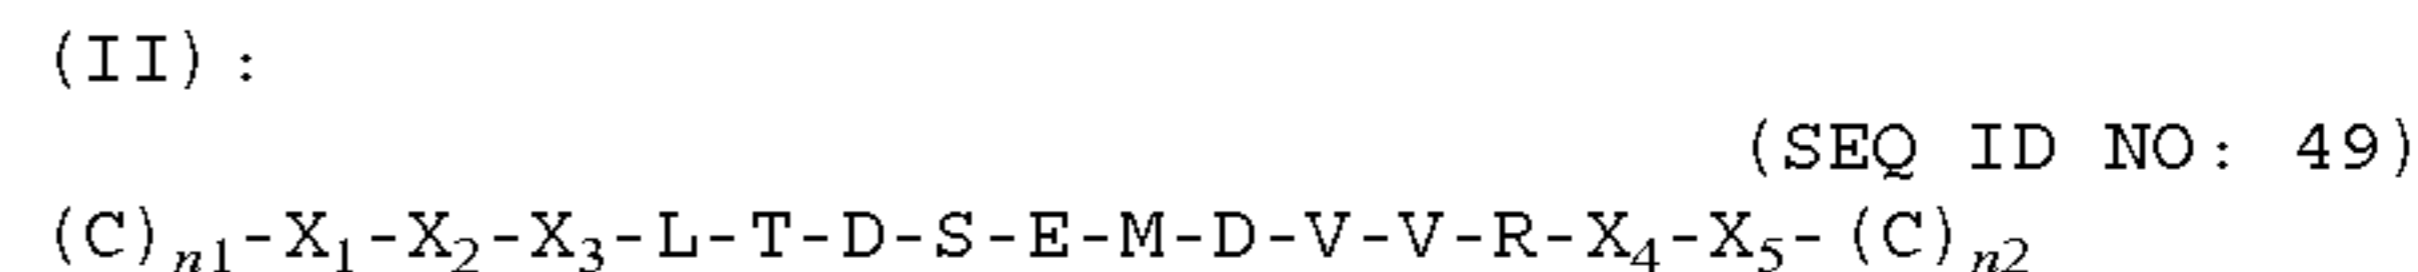 (II):
(SEQ ID NO: 49)
(C)n1-X1-X2-X3-L-T-D-S-E-M-D-V-V-R-X4-X5-(C)n2